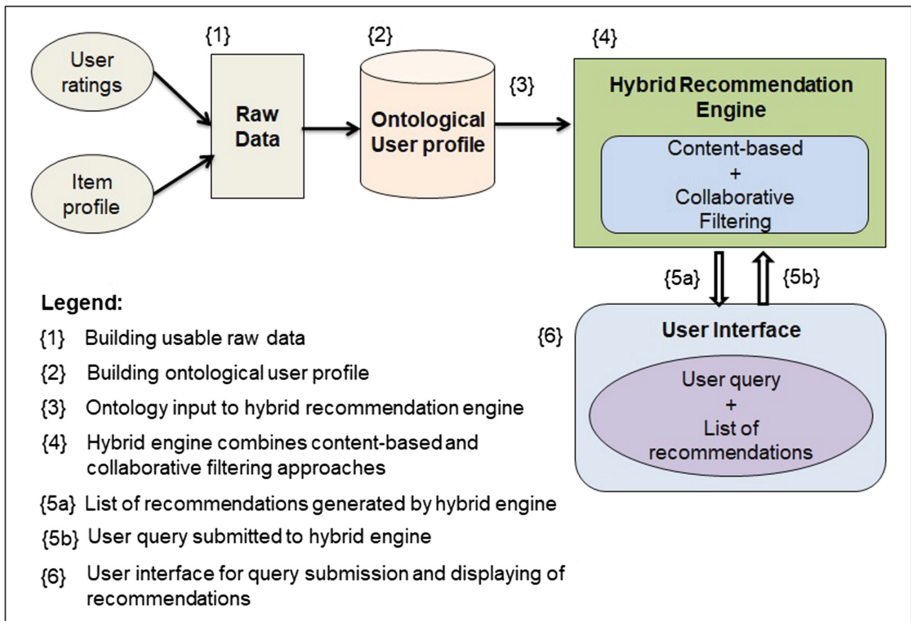 {1}
{2}
{3}
{4}
User
ratings
Item
profile
Raw
Data
Ontological
User profile
Hybrid Recommendation
Engine
Content-based
+
Collaborative
Filtering
{5a}
{5b}
{6}
User Interface
User query
+
List of
recommendations
Legend:
{1} Building usable raw data
{2} Building ontological user profile
{3} Ontology input to hybrid recommendation engine
{4} Hybrid engine combines content-based and
collaborative filtering approaches
{5a} List of recommendations generated by hybrid engine
{5b} User query submitted to hybrid engine
{6} User interface for query submission and displaying of
recommendations